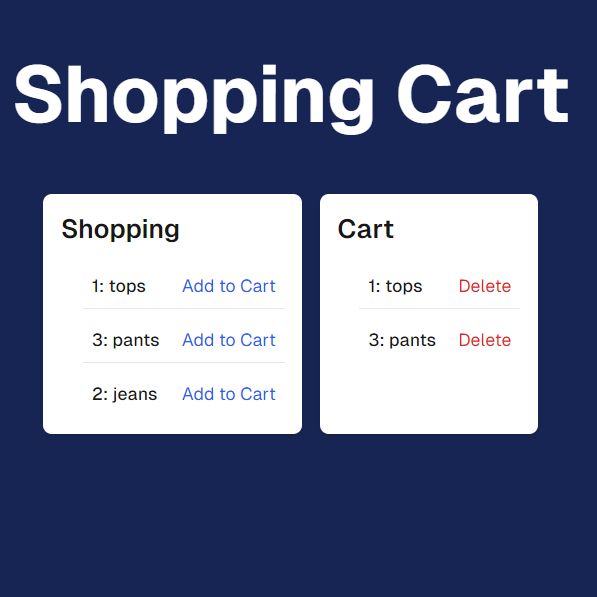 Shopping Cart
Shopping
1: tops Add to Cart
3: pants Add to Cart
2: jeans Add to Cart
Cart
1: tops Delete
3: pants Delete